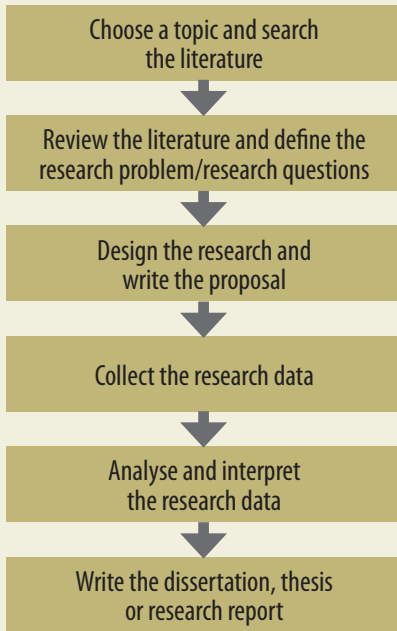 Choose a topic and search
the literature
Review the literature and define the
research problem/research questions
Design the research and
write the proposal
Collect the research data
Analyse and interpret
the research data
Write the dissertation, thesis
or research report